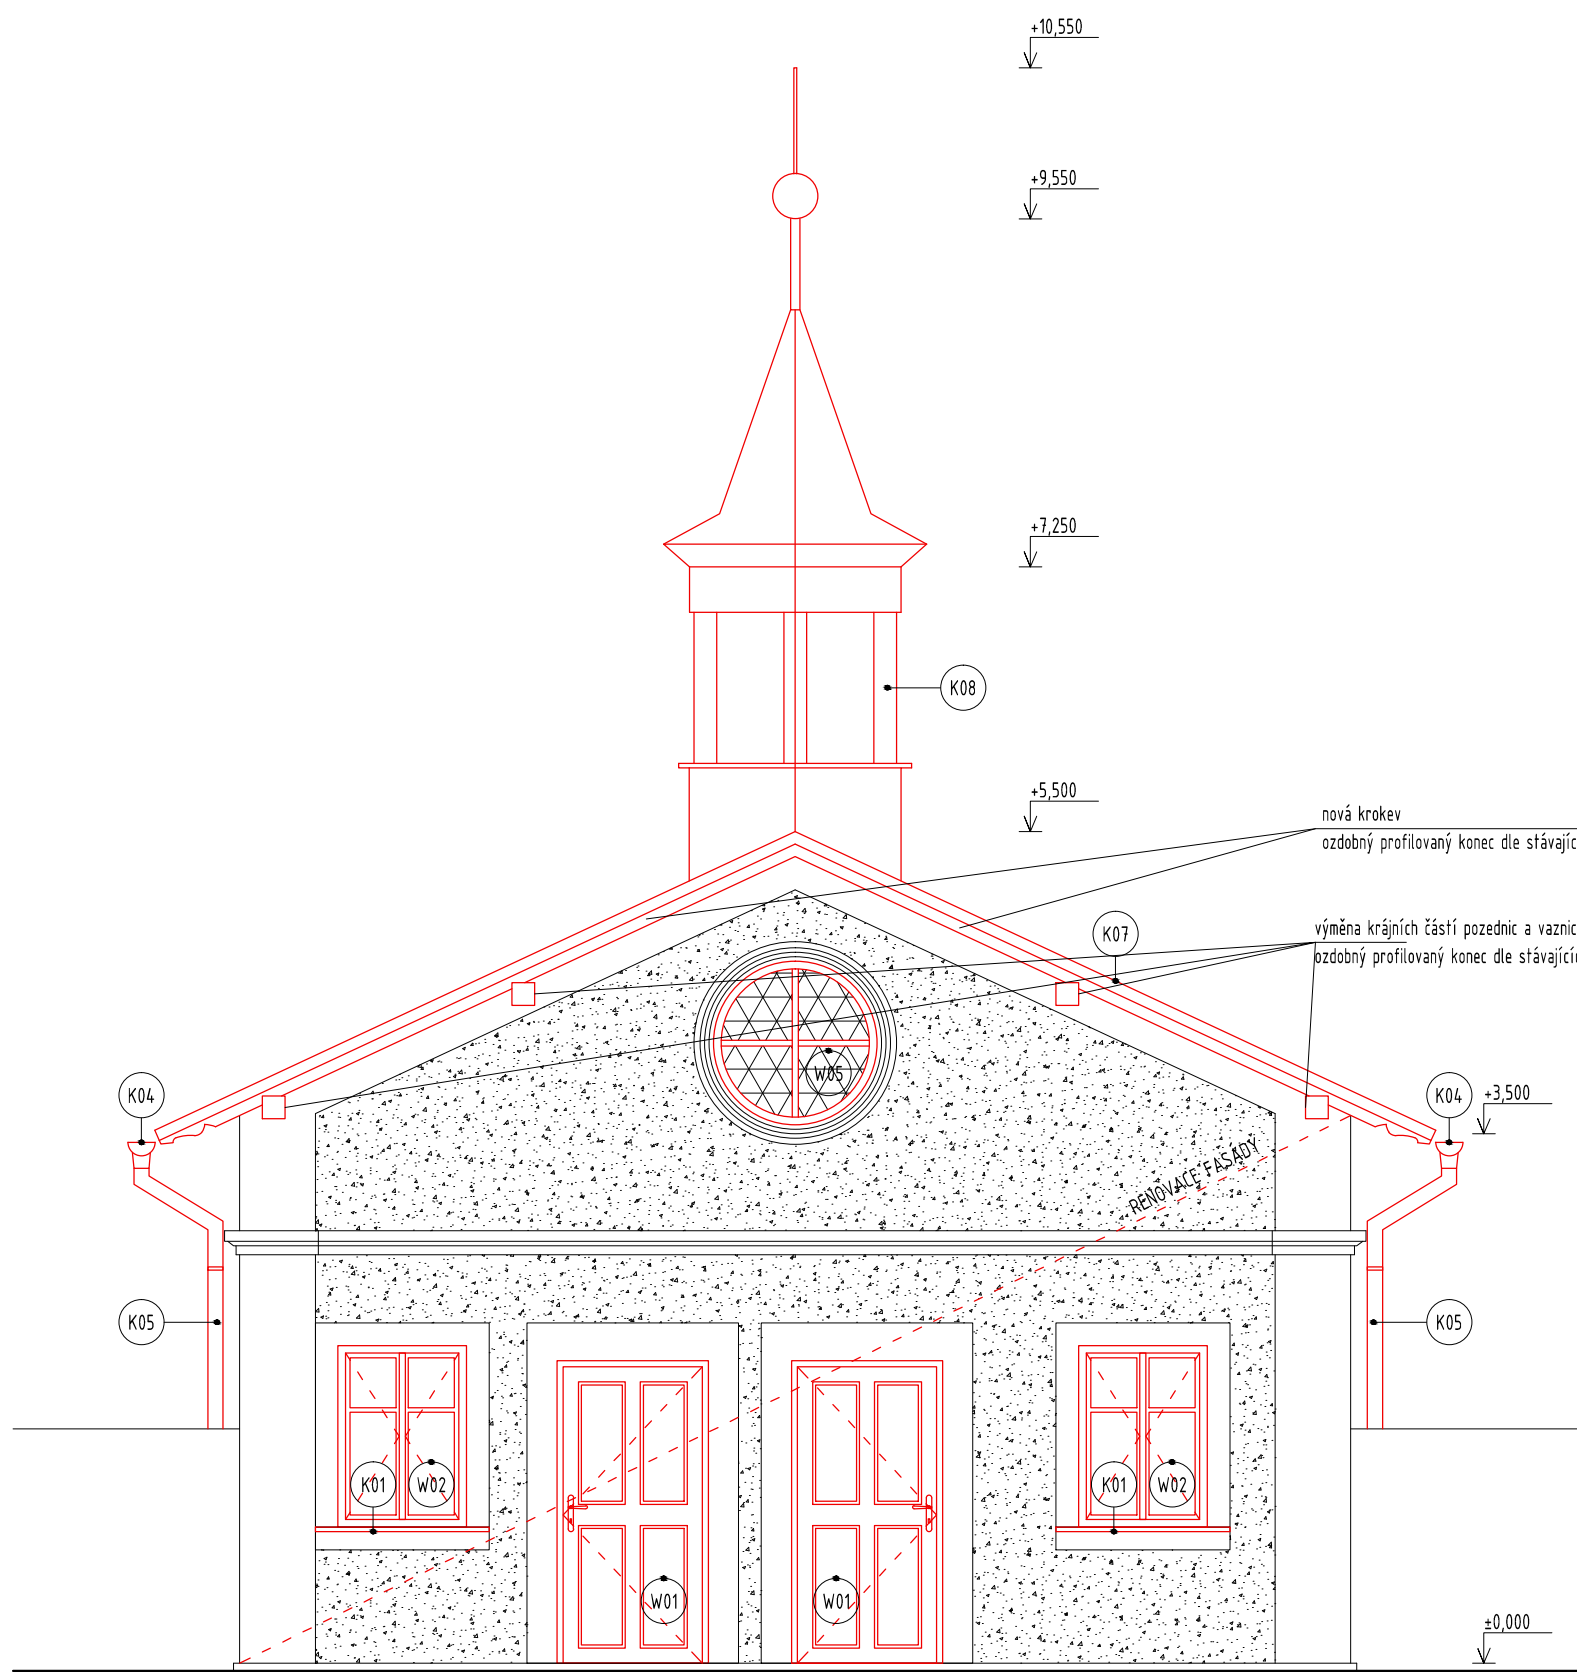 +10,550
+9,550
+7,250
K08
+5,500
nová krokev
ozdobný profilovaný konec dle stávajíc
K07
výměna krájních částí pozednic a vaznic
ozdobný profilovaný konec dle stávajíc
W05
K04
K04
+3,500
RENOVACE FASÁDY
K05
K05
K01
W02
K01
W02
W01
W01
±0,000